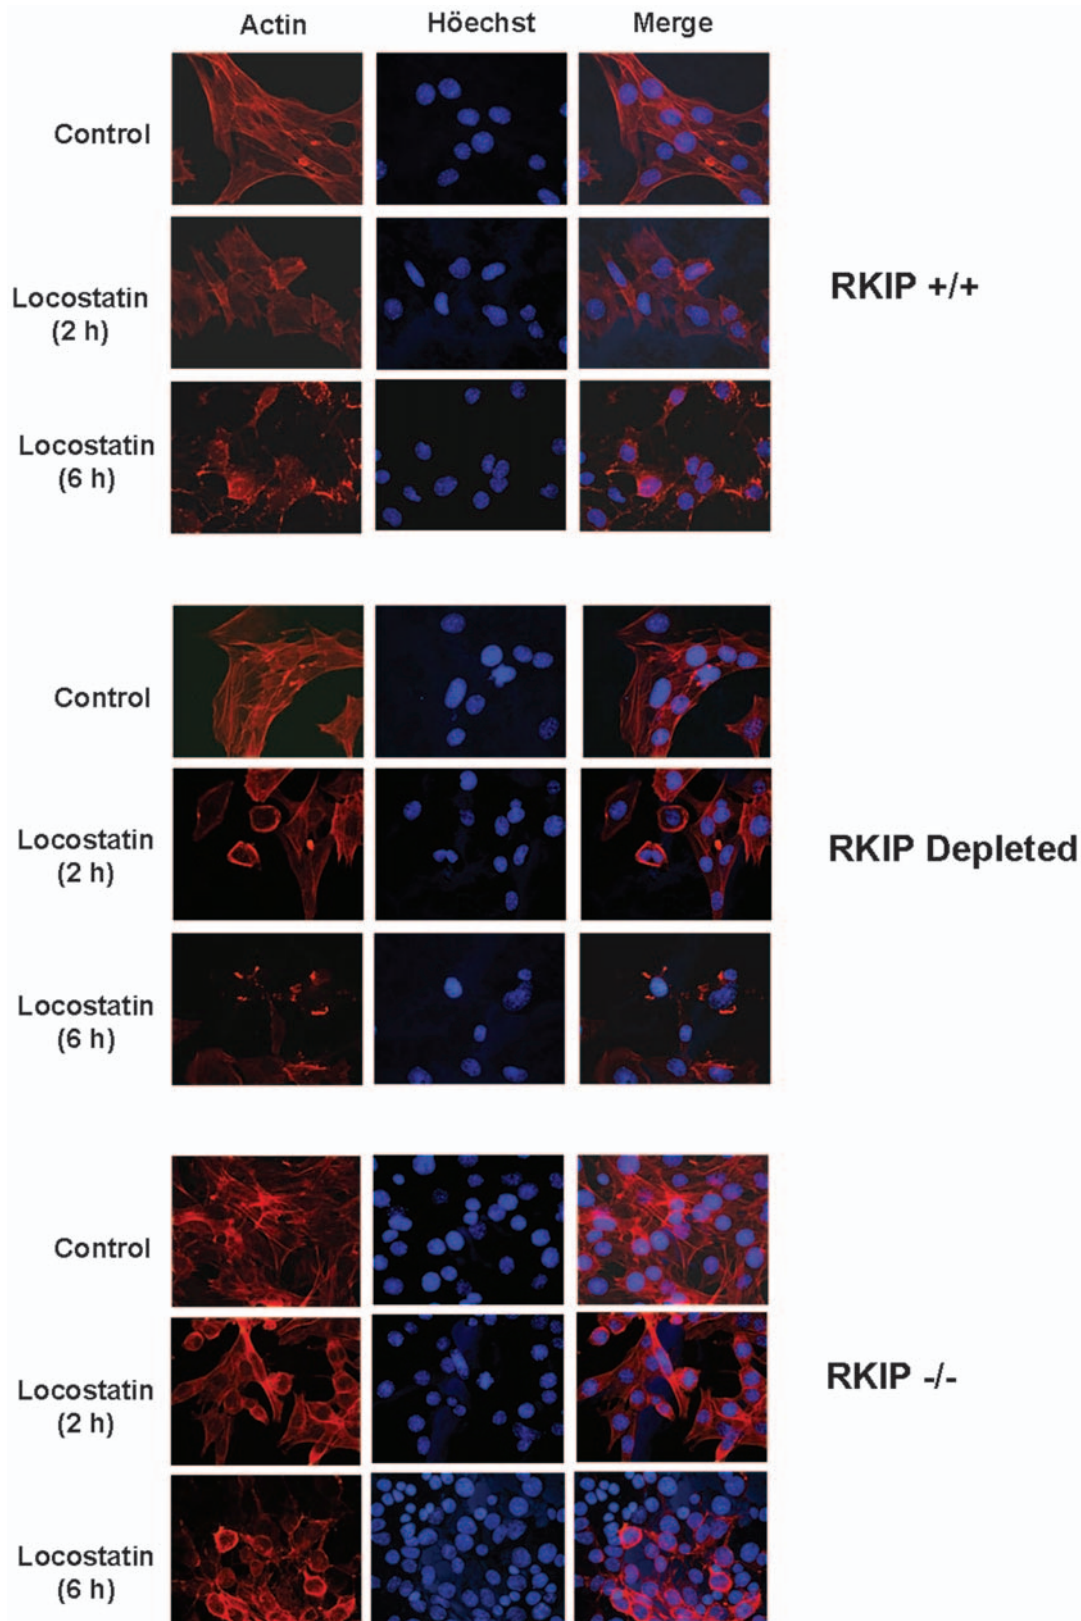 Actin Höechst Merge
Control
Locostatin
(2 h)
RKIP +/+
Locostatin
(6 h)
Control
Locostatin
(2 h)
RKIP Depleted
Locostatin
(6 h)
Control
Locostatin
(2 h)
RKIP -/-
Locostatin
(6 h)